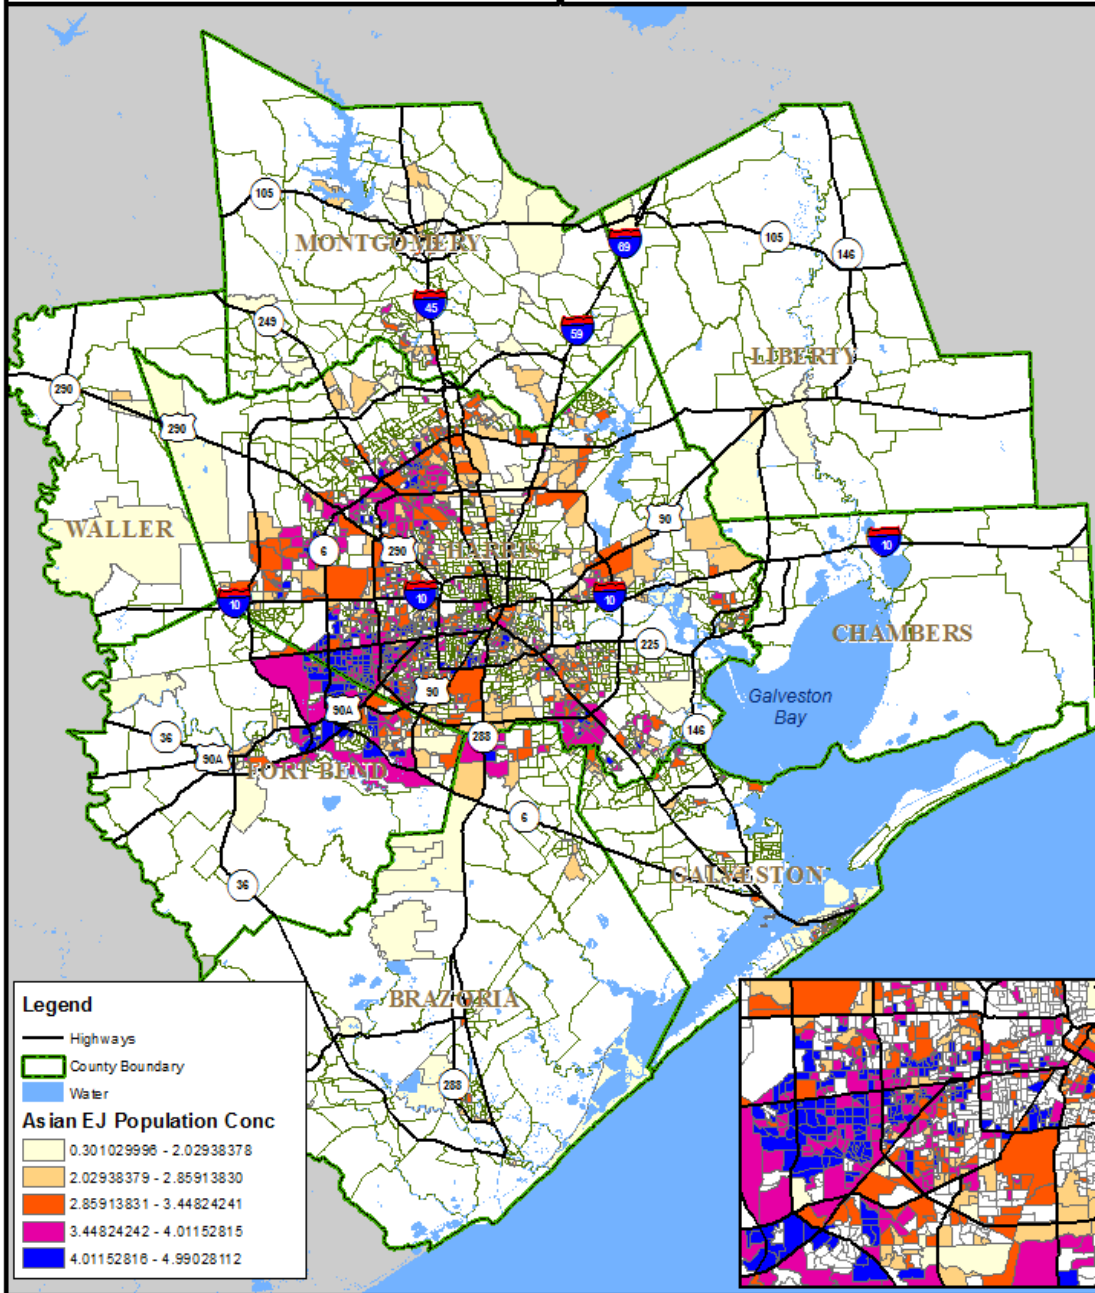 105
MONTGOMERY
69
105
146
45
249
59
LIBERTY
290
290
WALLER
6
290
HARRIS
90
10
10
10
10
CHAMBERS
225
Galveston
Bay
90
90A
36
90A
288
146
FORT BEND
6
36
GALVESTON
BRAZORIA
288
Legend
Highways
County Boundary
Water
Asian EJ Population Conc
0.301029996 - 2.02938378
2.02938379 - 2.85913830
2.85913831 - 3.44824241
3.44824242 - 4.01152815
4.01152816 - 4.99028112